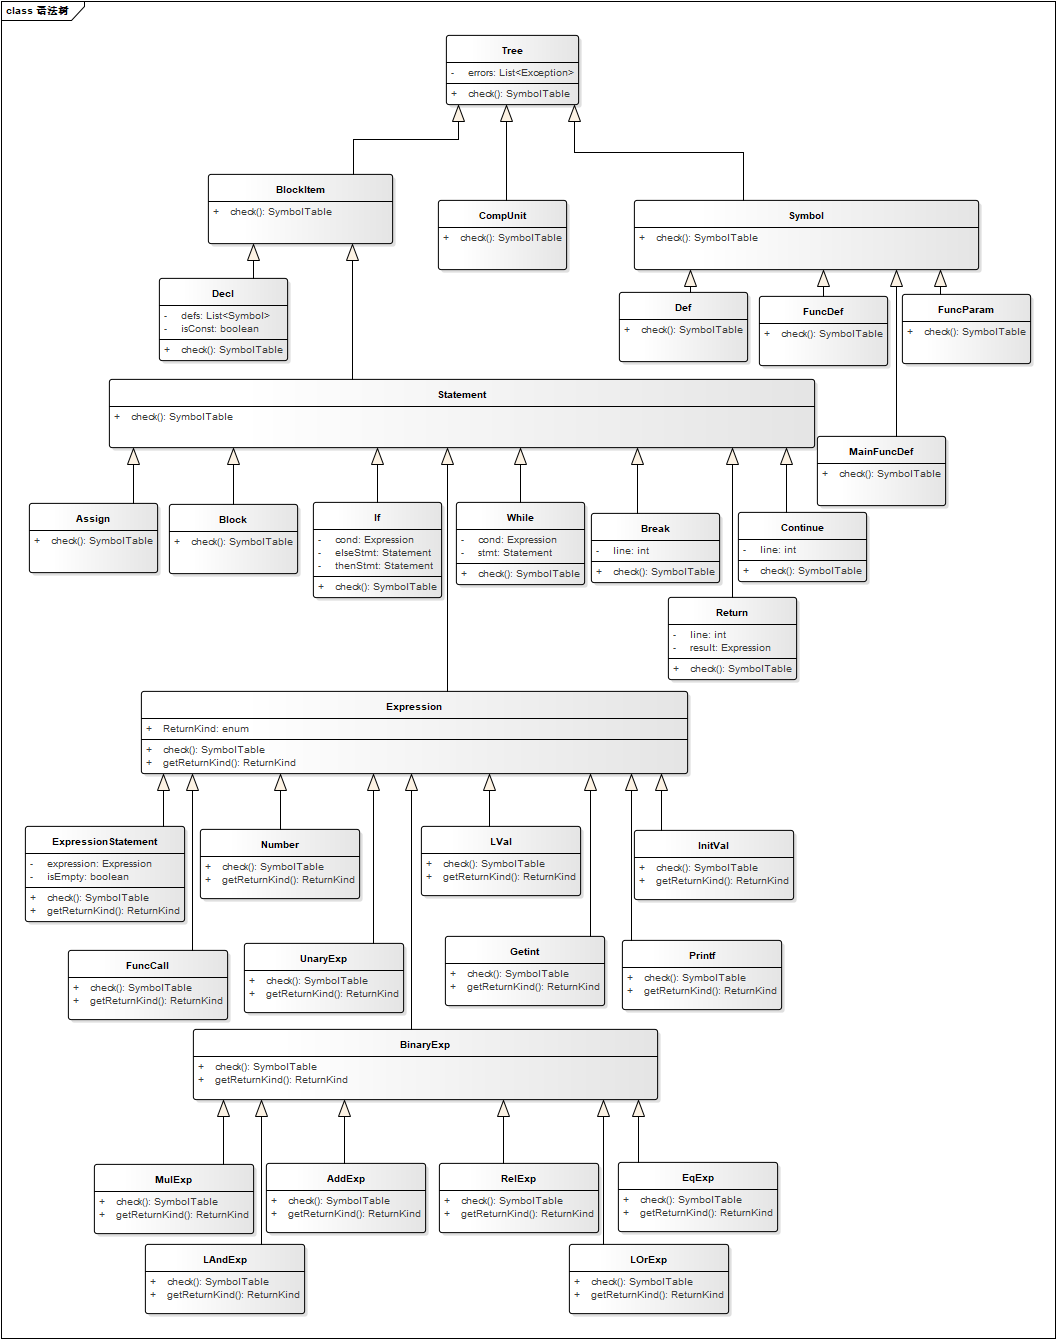 class 语法树
Tree
- errors: List<Exception>
+ check(): SymbolTable
BlockItem
+ check(): SymbolTable
CompUnit
+ check(): SymbolTable
Symbol
+ check(): SymbolTable
Decl
- defs: List<Symbol>
- isConst: boolean
+ check(): SymbolTable
Def
+ check(): SymbolTable
FuncDef
+ check(): SymbolTable
FuncParam
+ check(): SymbolTable
Statement
+ check(): SymbolTable
MainFuncDef
+ check(): SymbolTable
Assign
+ check(): SymbolTable
Block
+ check(): SymbolTable
If
- cond: Expression
- elseStmt: Statement
- thenStmt: Statement
+ check(): SymbolTable
While
- cond: Expression
- stmt: Statement
+ check(): SymbolTable
Break
- line: int
+ check(): SymbolTable
Continue
- line: int
+ check(): SymbolTable
Return
- line: int
- result: Expression
+ check(): SymbolTable
Expression
+ ReturnKind: enum
+ check(): SymbolTable
+ getReturnKind(): ReturnKind
ExpressionStatement
- expression: Expression
- isEmpty: boolean
+ check(): SymbolTable
+ getReturnKind(): ReturnKind
Number
+ check(): SymbolTable
+ getReturnKind(): ReturnKind
LVal
+ check(): SymbolTable
+ getReturnKind(): ReturnKind
InitVal
+ check(): SymbolTable
+ getReturnKind(): ReturnKind
FuncCall
+ check(): SymbolTable
+ getReturnKind(): ReturnKind
UnaryExp
+ check(): SymbolTable
+ getReturnKind(): ReturnKind
Getint
+ check(): SymbolTable
+ getReturnKind(): ReturnKind
Printf
+ check(): SymbolTable
+ getReturnKind(): ReturnKind
BinaryExp
+ check(): SymbolTable
+ getReturnKind(): ReturnKind
MulExp
+ check(): SymbolTable
+ getReturnKind(): ReturnKind
AddExp
+ check(): SymbolTable
+ getReturnKind(): ReturnKind
RelExp
+ check(): SymbolTable
+ getReturnKind(): ReturnKind
EqExp
+ check(): SymbolTable
+ getReturnKind(): ReturnKind
LAndExp
+ check(): SymbolTable
+ getReturnKind(): ReturnKind
LOrExp
+ check(): SymbolTable
+ getReturnKind(): ReturnKind